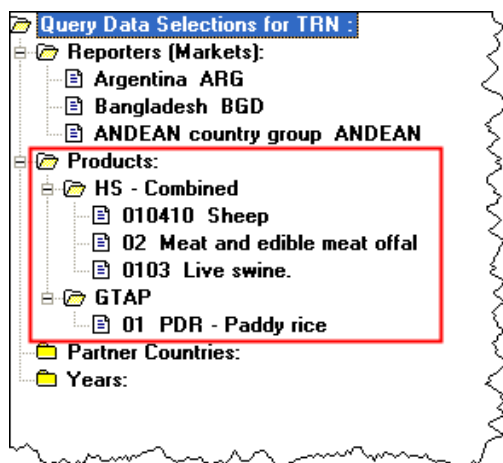 Query Data Selections for TRN :
Reporters (Markets):
Argentina ARG
Bangladesh BGD
ANDEAN country group ANDEAN
Products:
HS - Combined
010410 Sheep
02 Meat and edible meat offal
0103 Live swine.
GTAP
01 PDR - Paddy rice
Partner Countries:
Years: